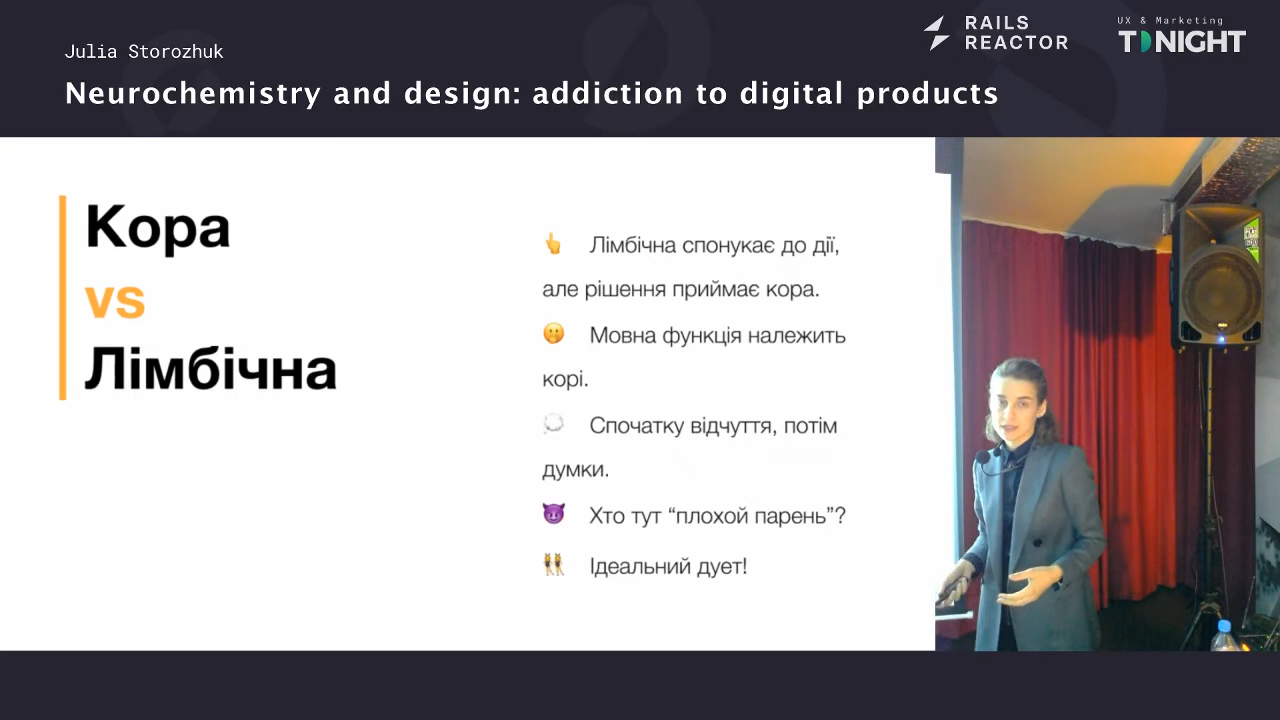 Julia Storozhuk
Neurochemistry and design: addiction to digital products
RAILS
REACTOR
UX & Marketing
TONIGHT
Кора
vs
Лімбічна
👆 Лімбічна спонукає до дії,
але рішення приймає кора.
🤭 Мовна функція належить
корі.
💭 Спочатку відчуття, потім
думки.
😈 Хто тут “плохой парень”?
👯 Ідеальний дует!